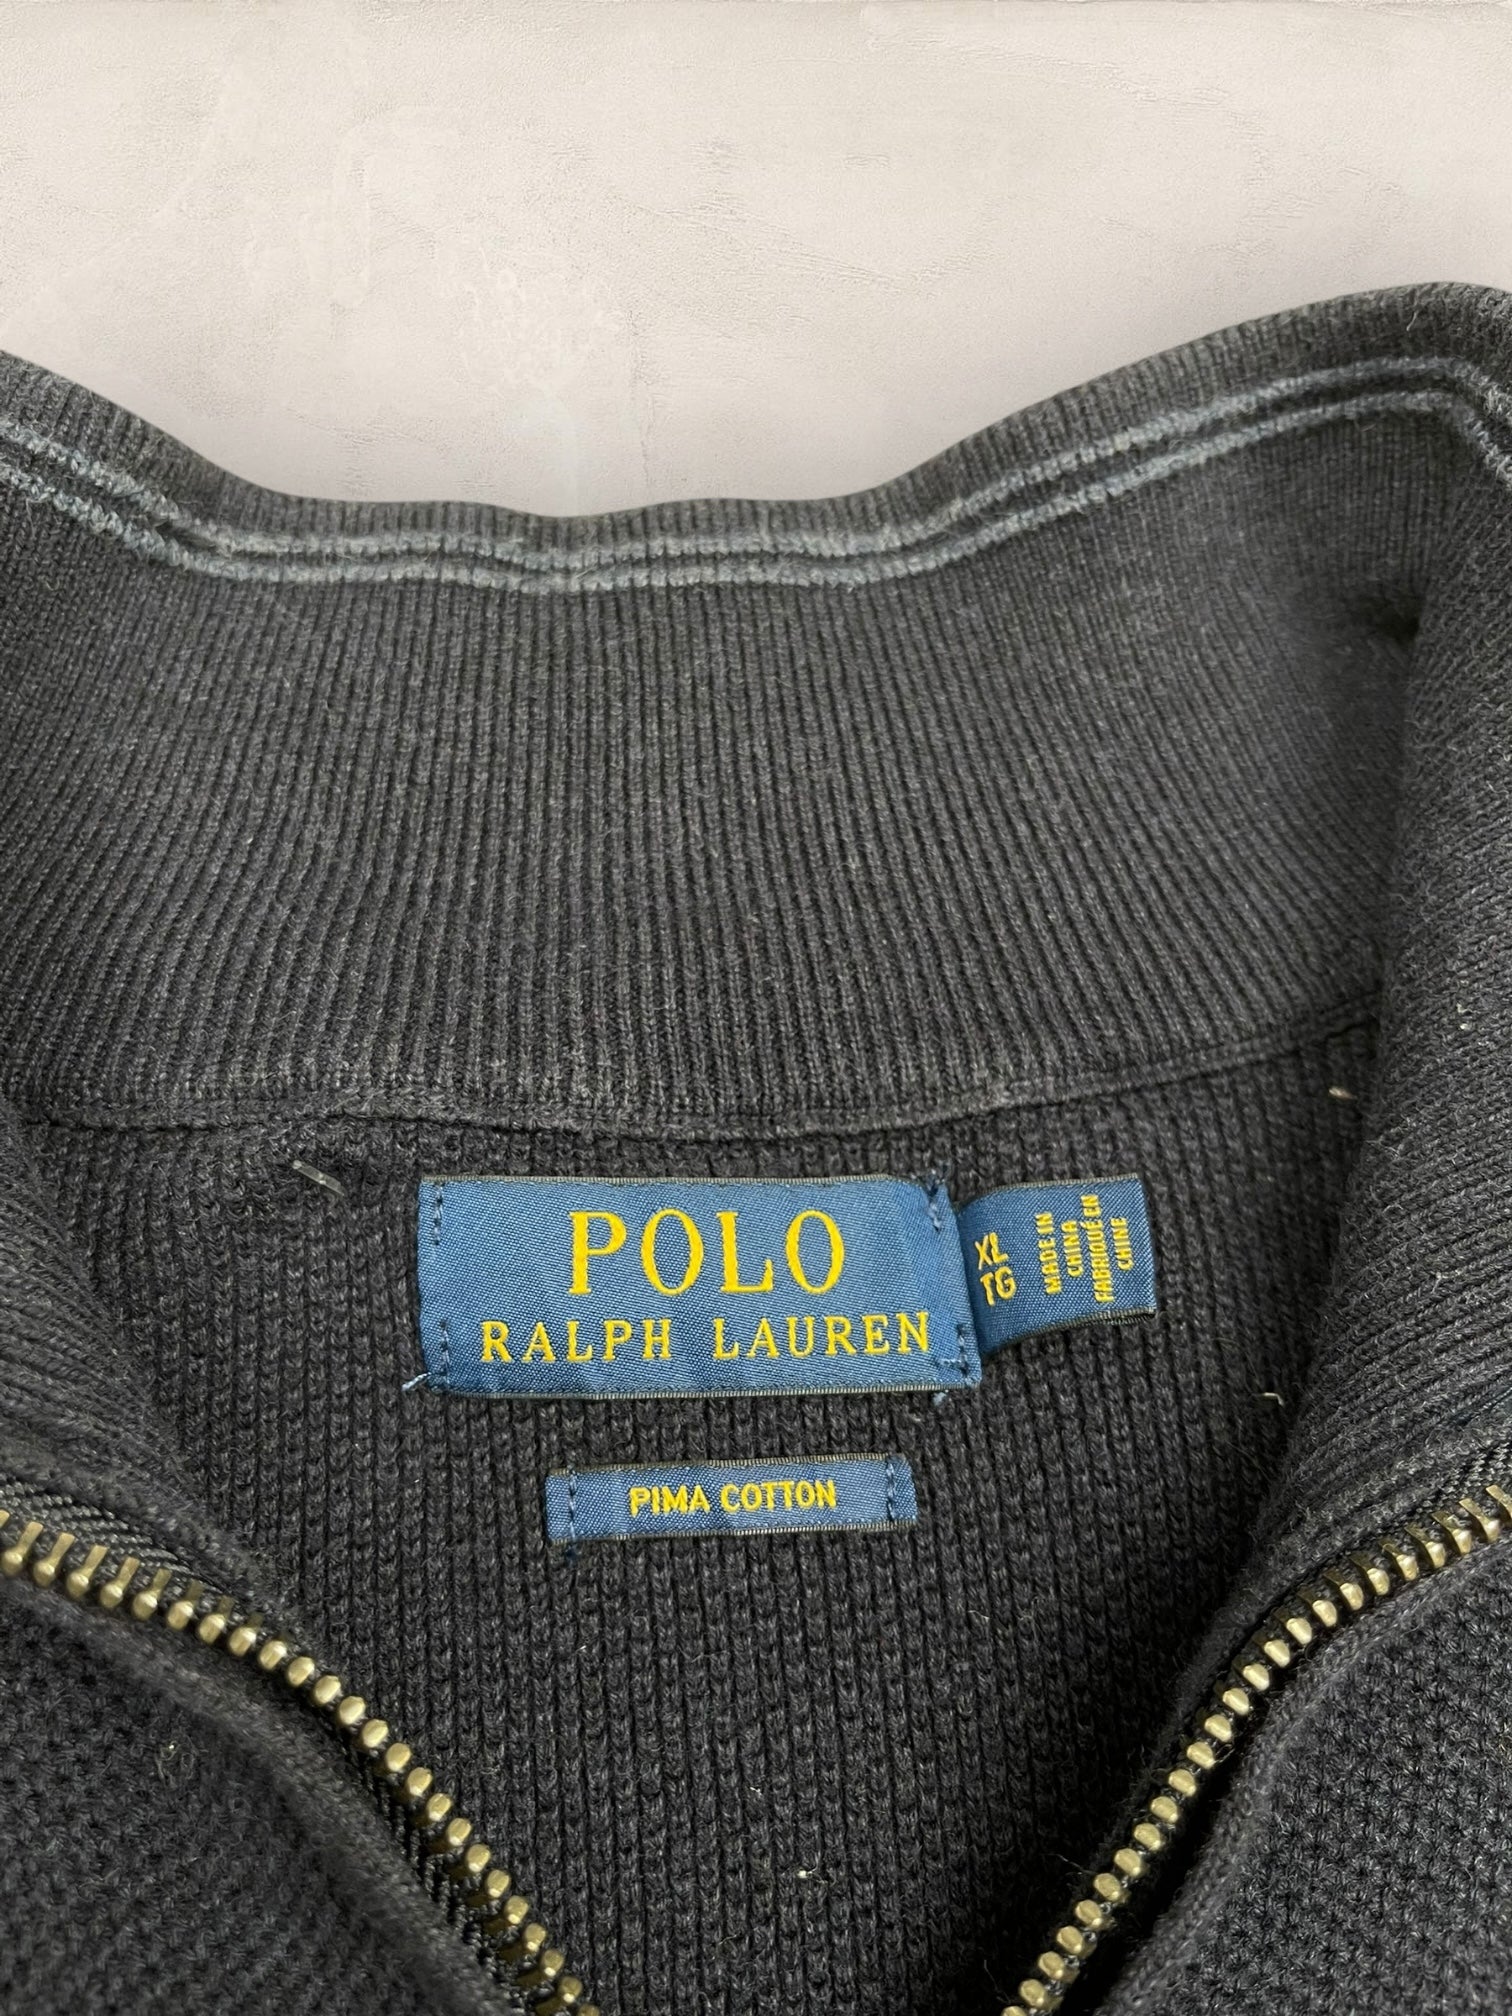 POLO
RALPH LAUREN
XL
TG
MADE IN
CHINA
FABRIQUÉ EN
CHINE
PIMA COTTON